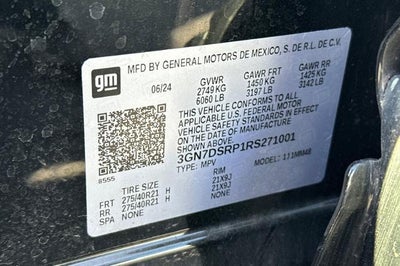 gm
MFD BY GENERAL MOTORS DE MEXICO, S. DE R.L. DE C.V.
06/24 GVWR GAWR FRT GAWR RR
2749 KG 1450 KG 1425 KG
6060 LB 3197 LB 3142 LB
THIS VEHICLE CONFORMS TO ALL
APPLICABLE U.S. FEDERAL MOTOR
VEHICLE SAFETY STANDARDS IN
EFFECT ON THE DATE OF MANUFACTURE
SHOWN ABOVE.
3GN7DSRP1RS271001
8555 TYPE: MPV MODEL: 1J1MM48
TIRE SIZE RIM
FRT 275/40R21 H 21X9J
RR 275/40R21 H 21X9J
SPA NONE NONE